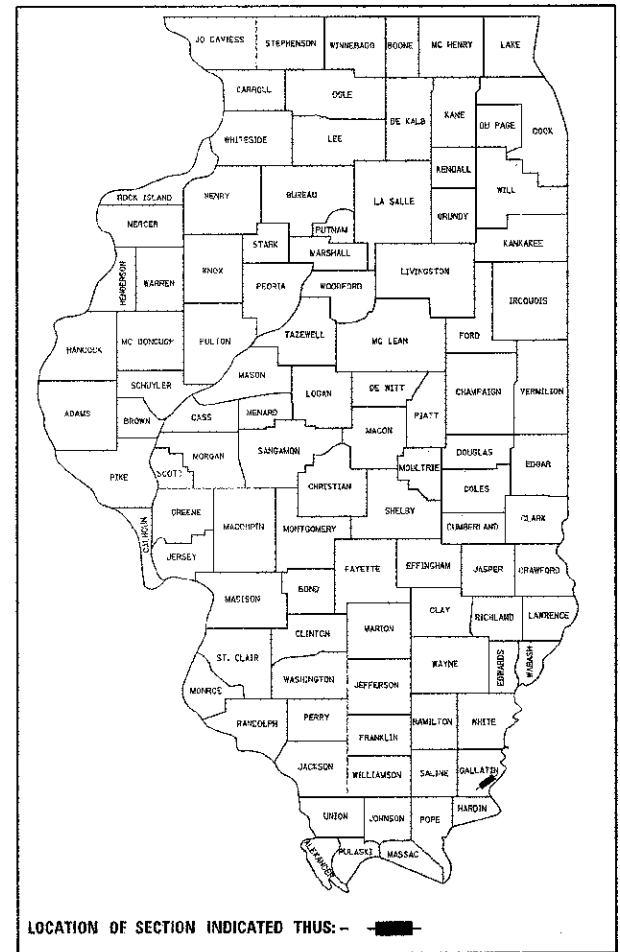 JO DAVIESS
STEPHENSON
WINNEBAGO
BOONE
MC HENRY
LAKE
CARROLL
OGLE
DE KALB
KANE
DU PAGE
COOK
WHITESIDE
LEE
KENDALL
WILL
ROCK ISLAND
HENRY
BUREAU
LA SALLE
GRUNDY
MERCER
PUTNAM
STARK
MARSHALL
KANKAKEE
HENDERSON
WARREN
KNOX
PEORIA
WOODFORD
LIVINGSTON
IROQUOIS
HANCOCK
MC DONOUGH
FULTON
TAZEWELL
MC LEAN
FORD
SCHUYLER
MASON
LOGAN
DE WITT
CHAMPAIGN
VERMILION
ADAMS
BROWN
CASS
MENARD
PIATT
MACON
SCOTT
MORGAN
SANGAMON
MOULTRIE
DOUGLAS
EDGAR
PIKE
CHRISTIAN
COLES
GREENE
MACOUPIN
MONTGOMERY
SHELBY
CUMBERLAND
CLARK
CALHOUN
JERSEY
FAYETTE
EFFINGHAM
JASPER
CRAWFORD
MADISON
BOND
CLAY
RICHLAND
LAWRENCE
CLINTON
MARION
ST. CLAIR
WAYNE
EDWARDS
WABASH
WASHINGTON
JEFFERSON
MONROE
RANDOLPH
PERRY
HAMILTON
WHITE
FRANKLIN
JACKSON
WILLIAMSON
SALINE
GALLATIN
HARDIN
UNION
JOHNSON
POPE
ALEXANDER
PULASKI
MASSAC
LOCATION OF SECTION INDICATED THUS: -